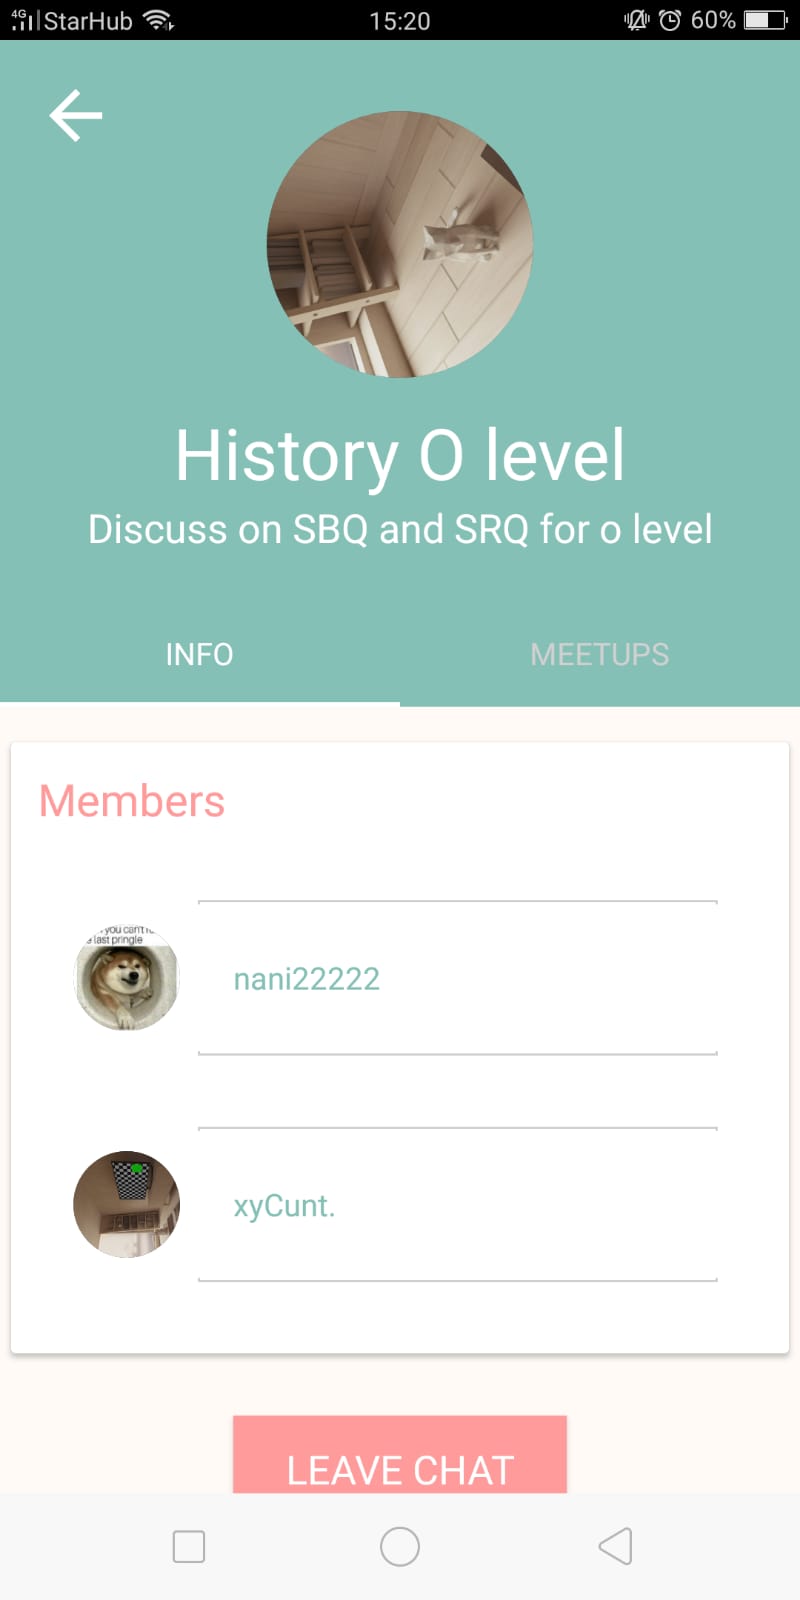 4G StarHub 15:20 60%
History O level
Discuss on SBQ and SRQ for o level
INFO MEETUPS
Members
you can't
last pringle
nani22222
xyCunt.
LEAVE CHAT